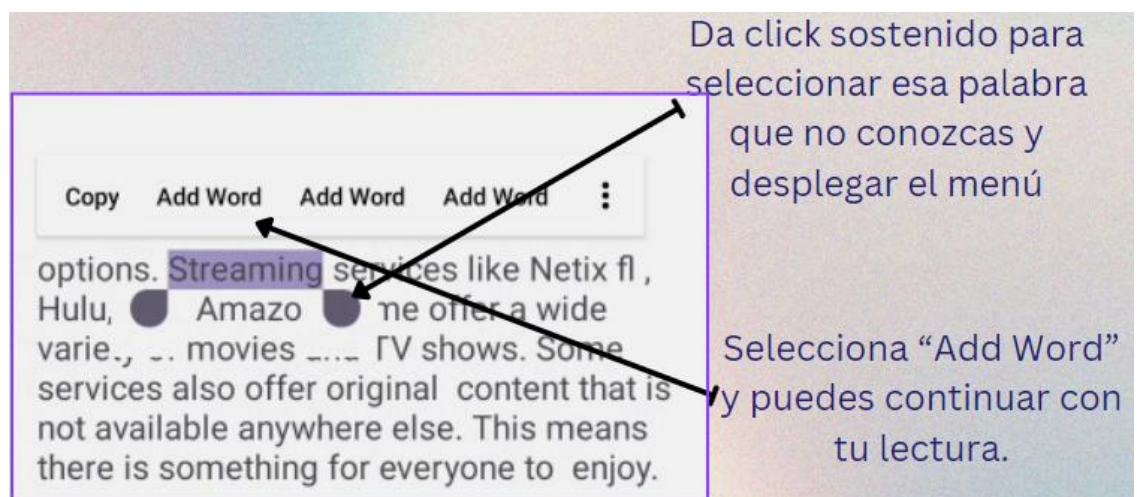 Da click sostenido para
seleccionar esa palabra
que no conozcas y
desplegar el menú
Copy Add Word Add Word Add Word
options. Streaming services like Netix fl ,
Hulu, Amazo me offer a wide
movies TV shows. Some
services also offer original content that is
not available anywhere else. This means
there is something for everyone to enjoy.
Selecciona “Add Word”
y puedes continuar con
tu lectura.